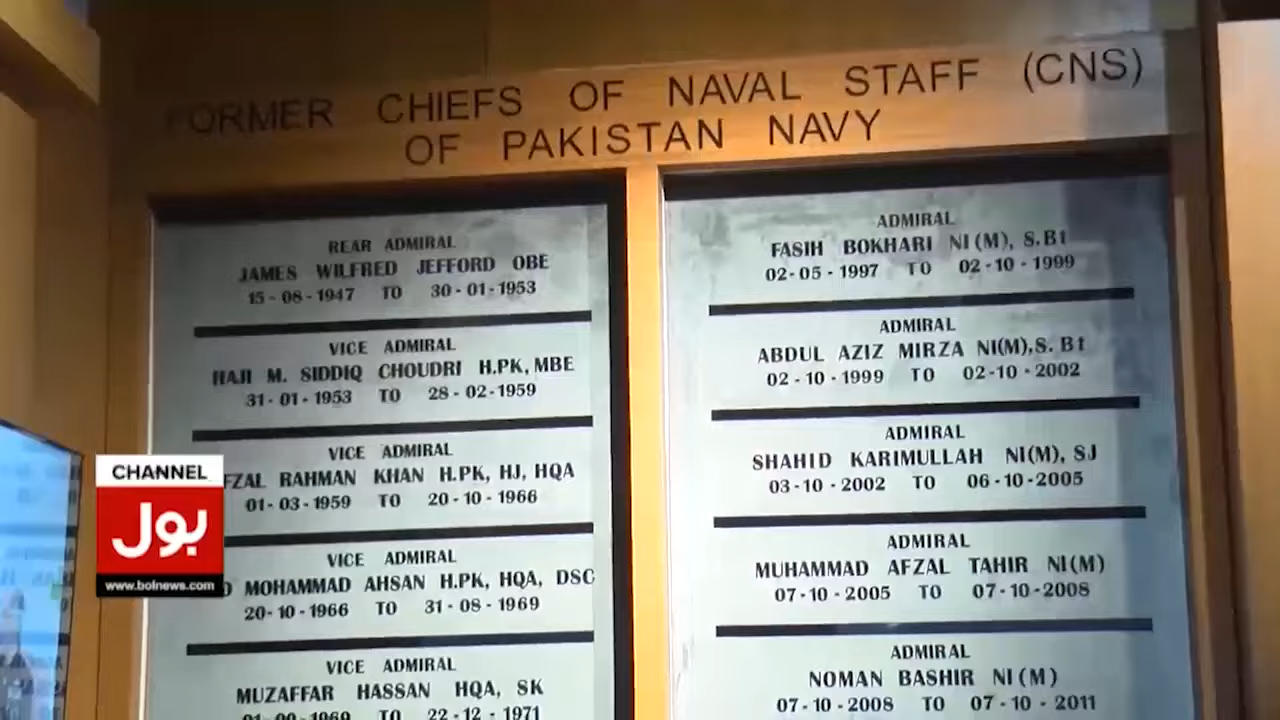 FORMER CHIEFS OF NAVAL STAFF (CNS)
OF PAKISTAN NAVY
REAR ADMIRAL
JAMES WILFRED JEFFORD OBE
15-08-1947 TO 30-01-1953
VICE ADMIRAL
HAJI M. SIDDIQ CHOUDRI H.PK, MBE
31-01-1953 TO 28-02-1959
VICE ADMIRAL
FZAL RAHMAN KHAN H.PK, HJ, HQA
01-03-1959 TO 20-10-1966
VICE ADMIRAL
MOHAMMAD AHSAN H.PK, HQA, DSC
20-10-1966 TO 31-08-1969
VICE ADMIRAL
MUZAFFAR HASSAN HQA, SK
01-09-1969 TO 22-12-1971
ADMIRAL
FASIH BOKHARI NI(M), S.Bt
02-05-1997 TO 02-10-1999
ADMIRAL
ABDUL AZIZ MIRZA NI(M),S. Bt
02-10-1999 TO 02-10-2002
ADMIRAL
SHAHID KARIMULLAH NI(M), SJ
03-10-2002 TO 06-10-2005
ADMIRAL
MUHAMMAD AFZAL TAHIR NI(M)
07-10-2005 TO 07-10-2008
ADMIRAL
NOMAN BASHIR NI(M)
07-10-2008 TO 07-10-2011
CHANNEL
بول
www.bolnews.com